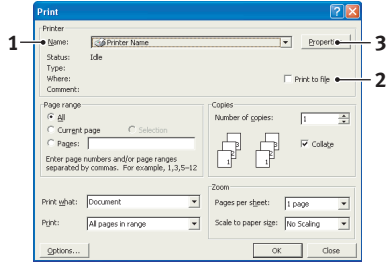 Print
Printer
1 Name: Printer Name Properti 3
Status: Idle
Type:
Where: Print to file 2
Comment:
Page range
All
Current page Selection
Pages:
Enter page numbers and/or page ranges
separated by commas. For example, 1,3,5–12
Copies
Number of copies: 1
Collate
Print what: Document
Print: All pages in range
Zoom
Pages per sheet: 1 page
Scale to paper size: No Scaling
Options... OK Close